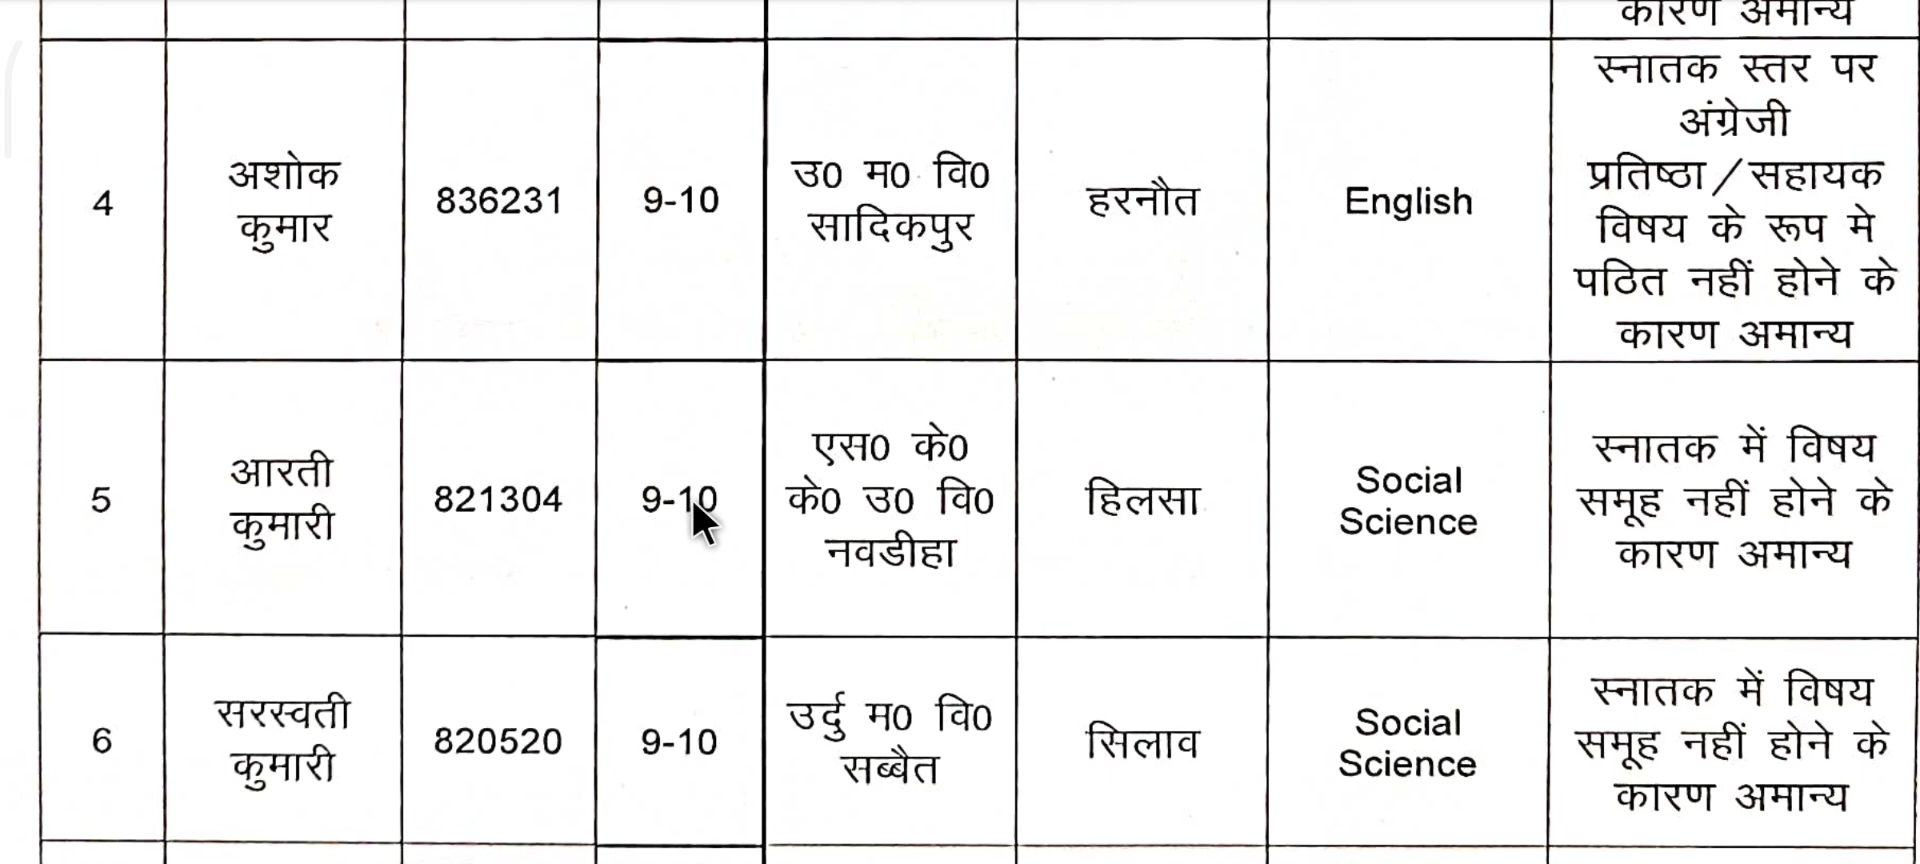 कारण अमान्य
4
अशोक
कुमार
836231
9-10
उ0 म0 वि0
सादिकपुर
हरनौत
English
स्नातक स्तर पर
अंग्रेजी
प्रतिष्ठा/सहायक
विषय के रूप मे
पठित नहीं होने के
कारण अमान्य
5
आरती
कुमारी
821304
9-10
एस0 के0
के0 उ0 वि0
नवडीहा
हिलसा
Social
Science
स्नातक में विषय
समूह नहीं होने के
कारण अमान्य
6
सरस्वती
कुमारी
820520
9-10
उर्दु म0 वि0
सब्बैत
सिलाव
Social
Science
स्नातक में विषय
समूह नहीं होने के
कारण अमान्य